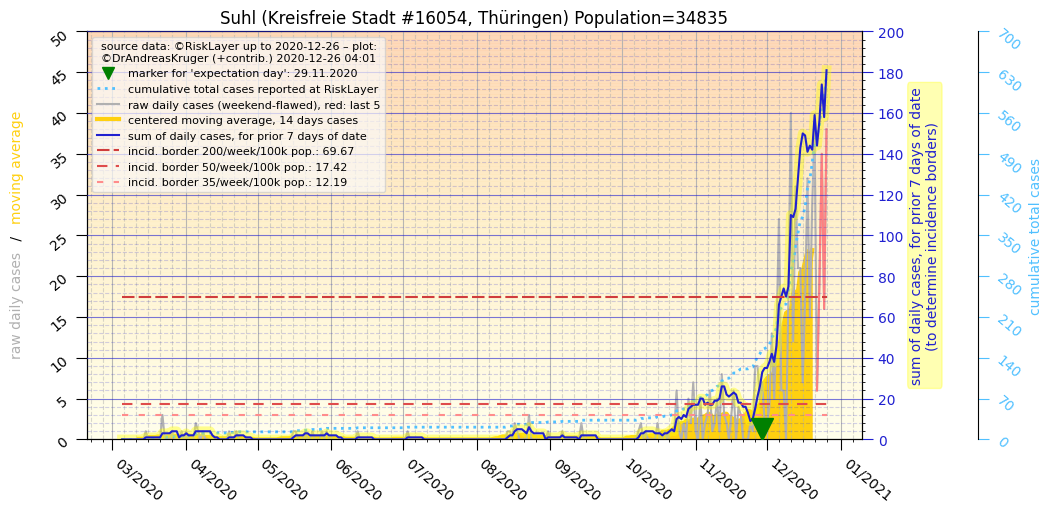 Suhl (Kreisfreie Stadt #16054, Thüringen) Population=34835
source data: ©RiskLayer up to 2020-12-26 – plot:
©DrAndreasKruger (+contrib.) 2020-12-26 04:01
marker for 'expectation day': 29.11.2020
cumulative total cases reported at RiskLayer
raw daily cases (weekend-flawed), red: last 5
centered moving average, 14 days cases
sum of daily cases, for prior 7 days of date
incid. border 200/week/100k pop.: 69.67
incid. border 50/week/100k pop.: 17.42
incid. border 35/week/100k pop.: 12.19
raw daily cases / moving average
50
45
40
35
30
25
20
15
10
5
0
03/2020
04/2020
05/2020
06/2020
07/2020
08/2020
09/2020
10/2020
11/2020
12/2020
01/2021
200
180
160
140
120
100
80
60
40
20
0
sum of daily cases, for prior 7 days of date
(to determine incidence borders)
700
630
560
490
420
350
280
210
140
70
0
cumulative total cases